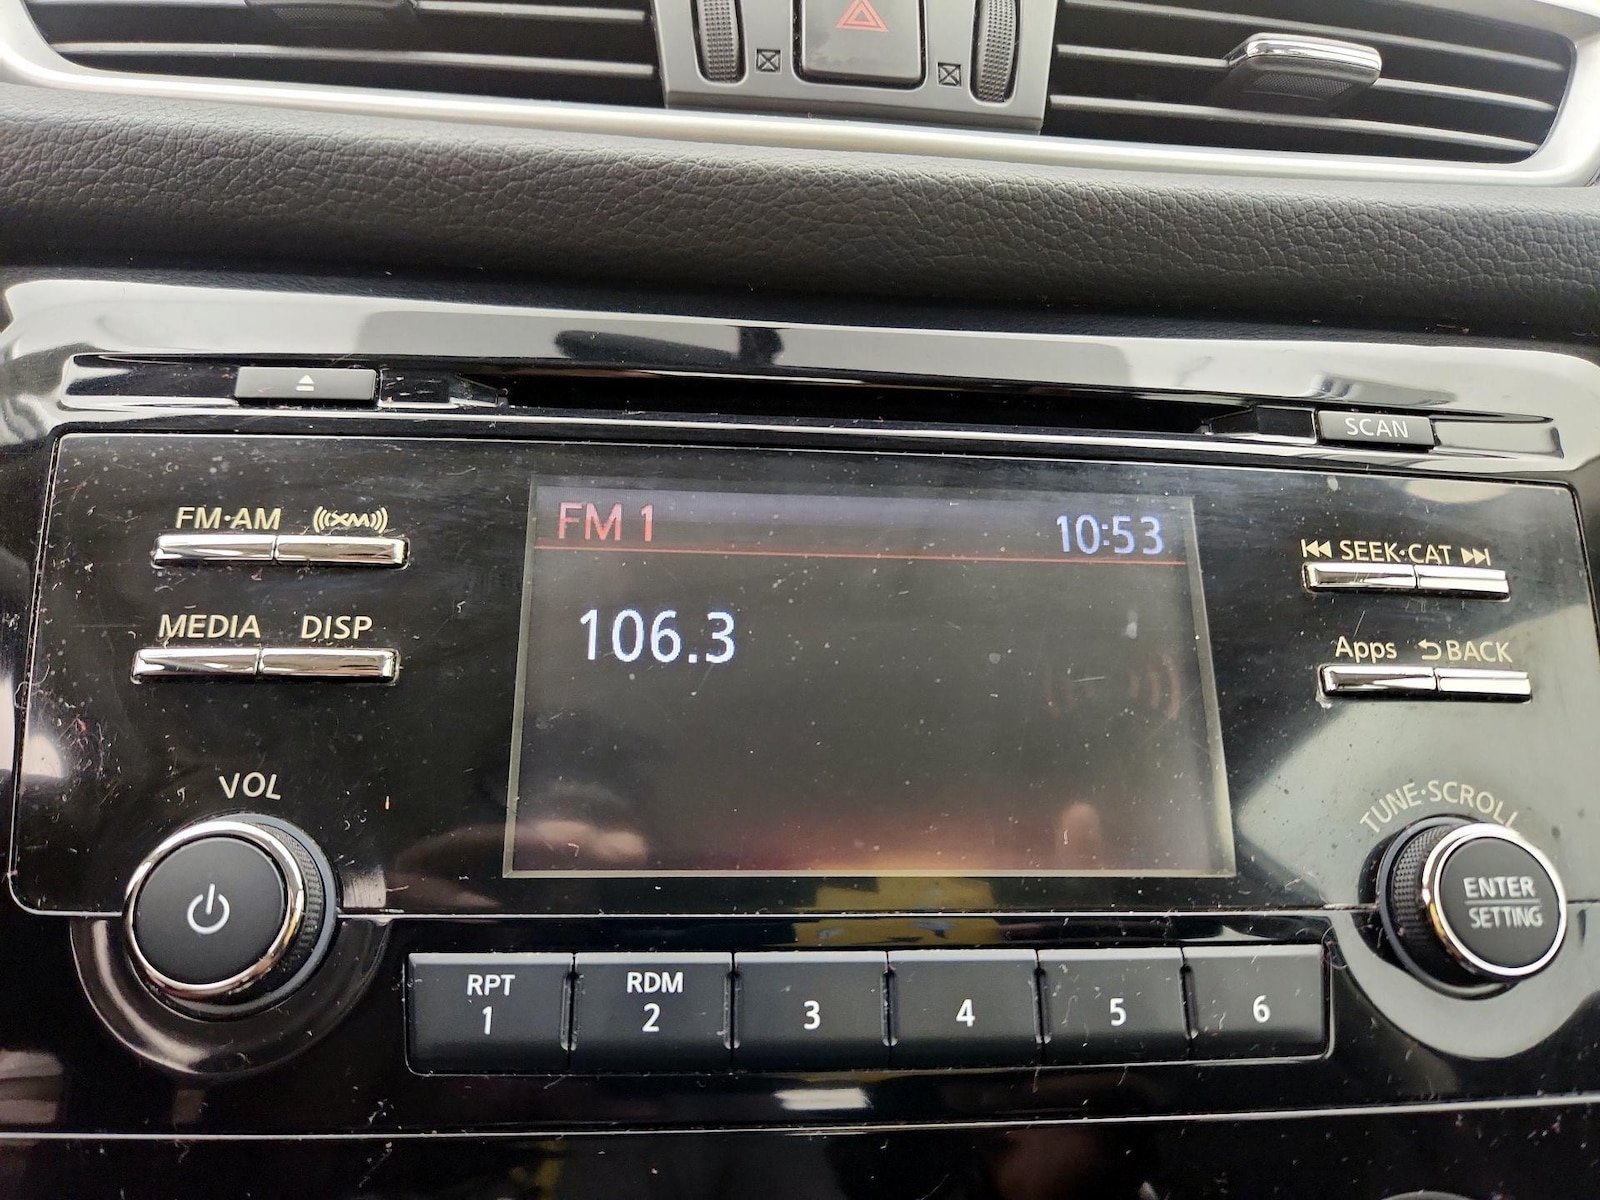 SCAN
FM·AM (((XM)))
FM 1 10:53
SEEK·CAT
MEDIA DISP
106.3
Apps BACK
VOL
TUNE·SCROLL
ENTER
SETTING
RPT RDM
1 2 3 4 5 6